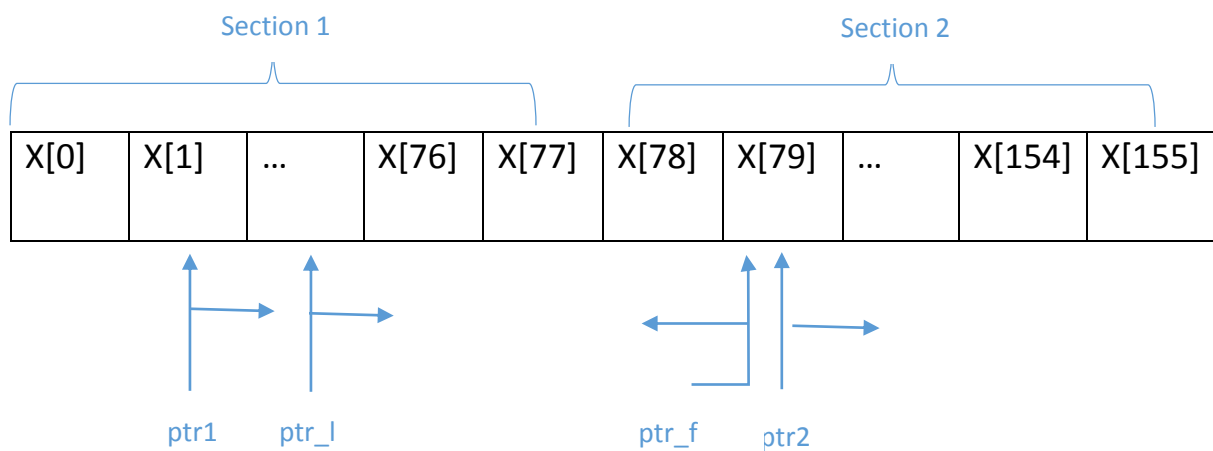 Section 1
Section 2
X[0] X[1] ... X[76] X[77] X[78] X[79] ... X[154] X[155]
ptr1 ptr_l ptr_f ptr2